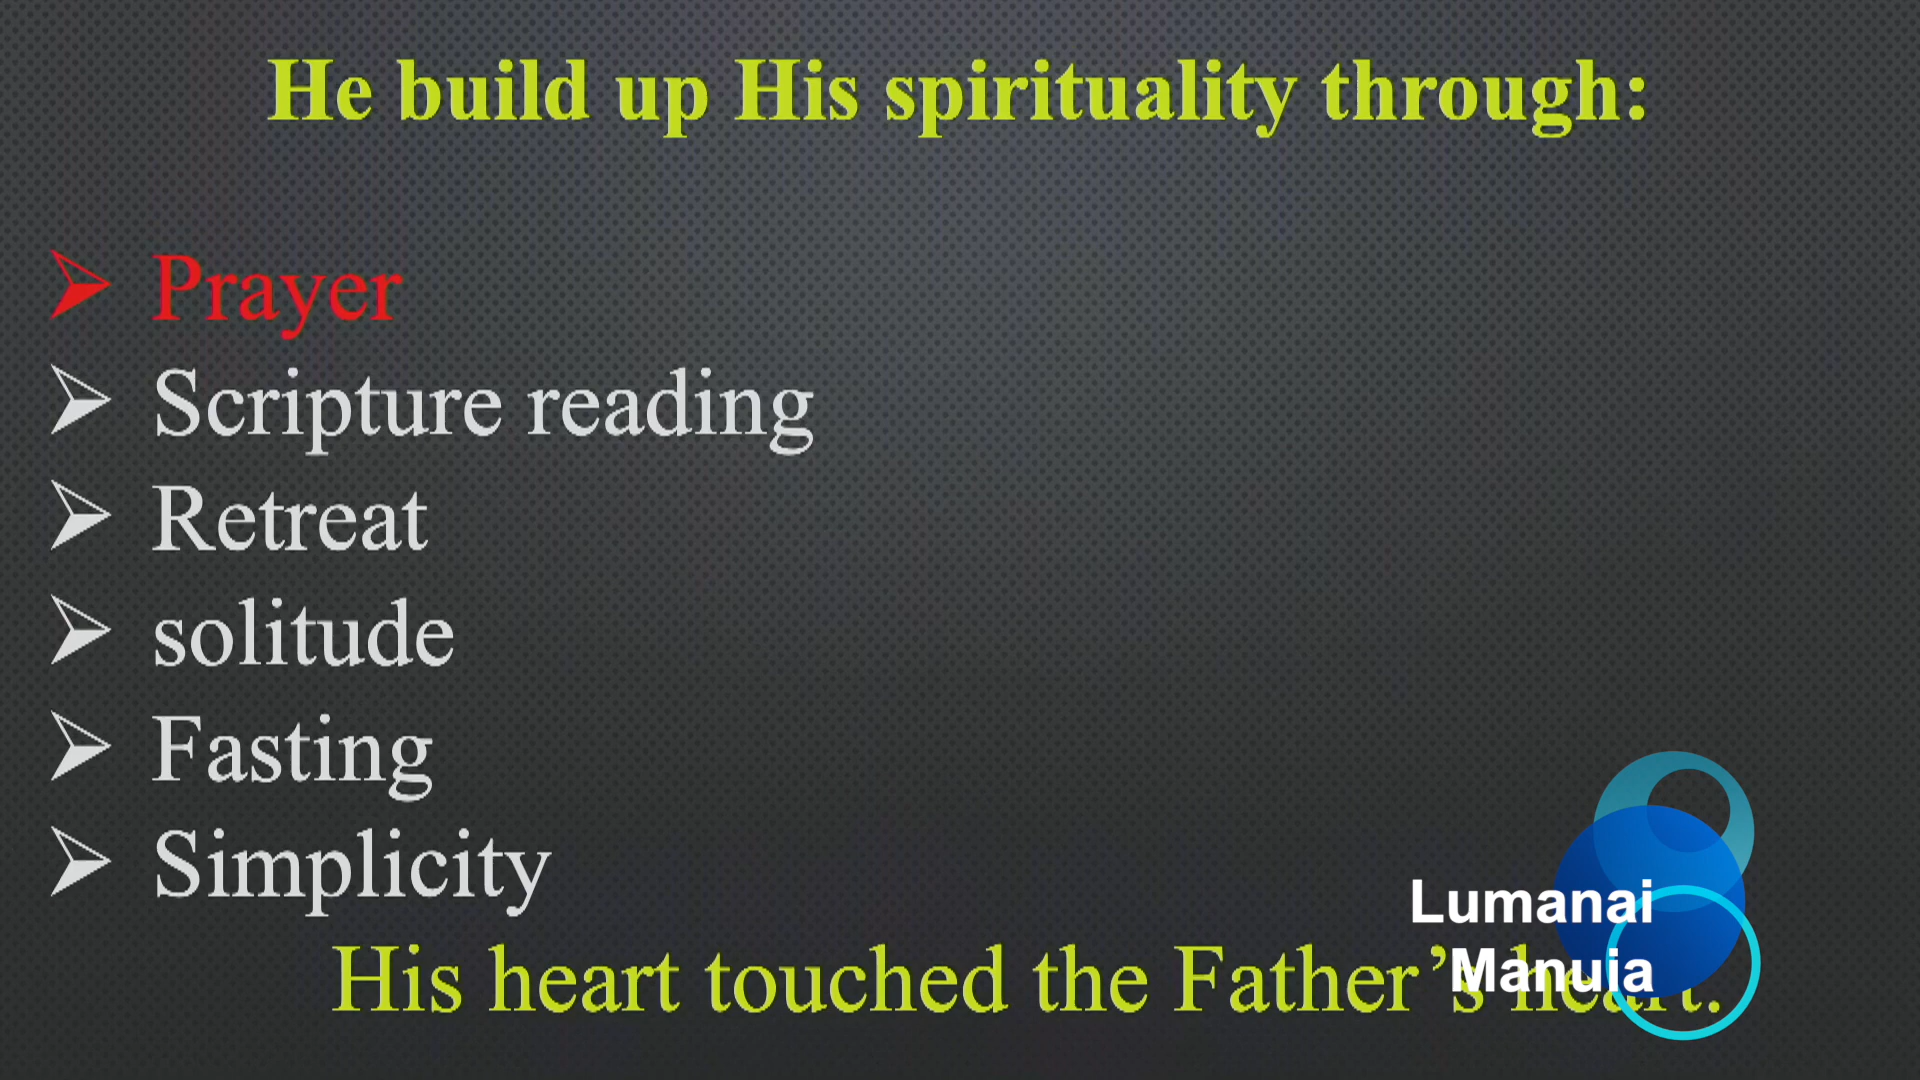 He build up His spirituality through:
Prayer
Scripture reading
Retreat
solitude
Fasting
Simplicity
His heart touched the Father’s heart.
Lumanai
Manuia